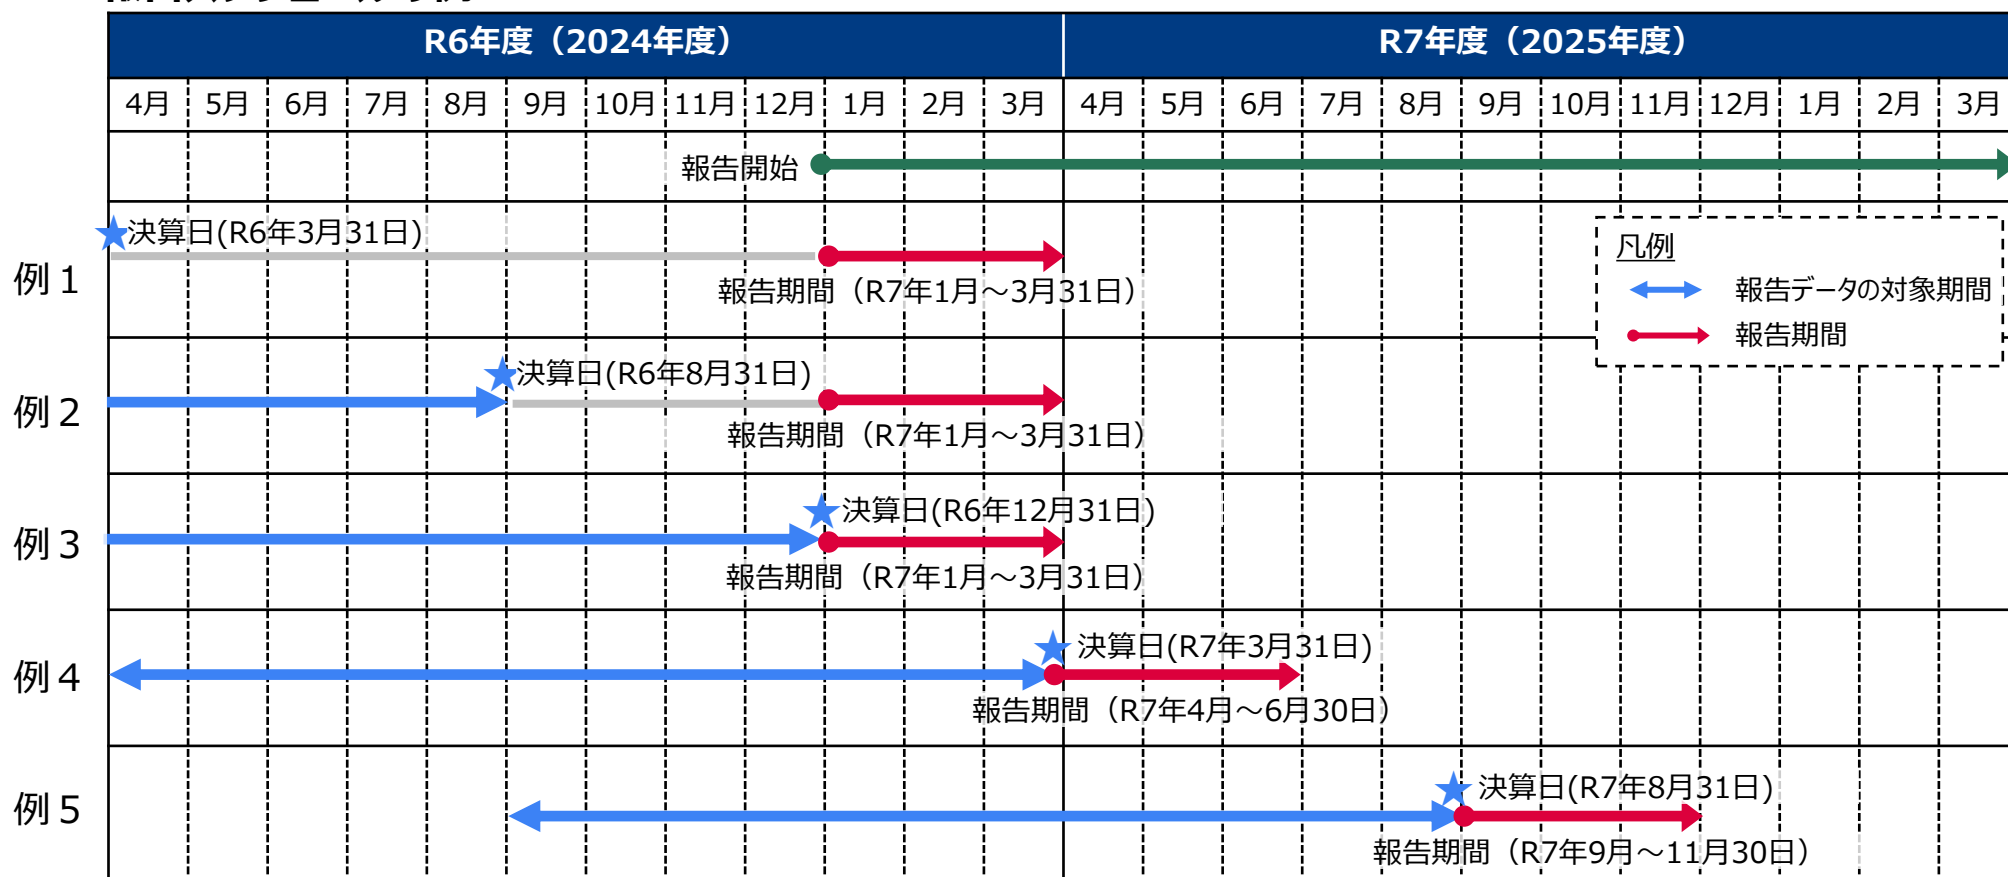 R6年度（2024年度） R7年度（2025年度）
4月 5月 6月 7月 8月 9月 10月 11月 12月 1月 2月 3月 4月 5月 6月 7月 8月 9月 10月 11月 12月 1月 2月 3月
報告開始
例１
決算日(R6年3月31日)
報告期間（R7年1月～3月31日）
凡例
報告データの対象期間
報告期間
例２
決算日(R6年8月31日)
報告期間（R7年1月～3月31日）
例３
決算日(R6年12月31日)
報告期間（R7年1月～3月31日）
例４
決算日(R7年3月31日)
報告期間（R7年4月～6月30日）
例５
決算日(R7年8月31日)
報告期間（R7年9月～11月30日）